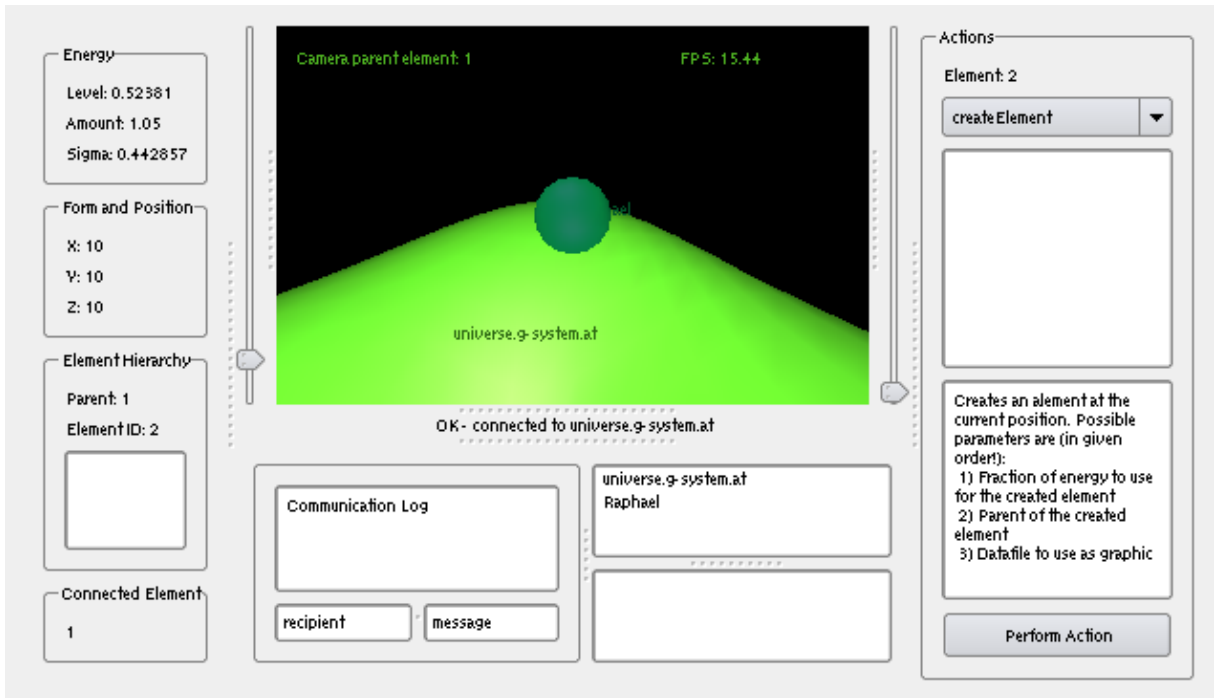 Energy
Level: 0.52381
Amount: 1.05
Sigma: 0.442857
Form and Position
X: 10
Y: 10
Z: 10
Element Hierarchy
Parent: 1
Element ID: 2
Connected Element
1
Camera parent element: 1
FPS: 15.44
universe.g-system.at
OK - connected to universe.g-system.at
Communication Log
recipient
message
universe.g-system.at
Raphael
Actions
Element: 2
createElement
Creates an alement at the
current position. Possible
parameters are (in given
order!):
1) Fraction of energy to use
for the created element
2) Parent of the created
element
3) Datafile to use as graphic
Perform Action